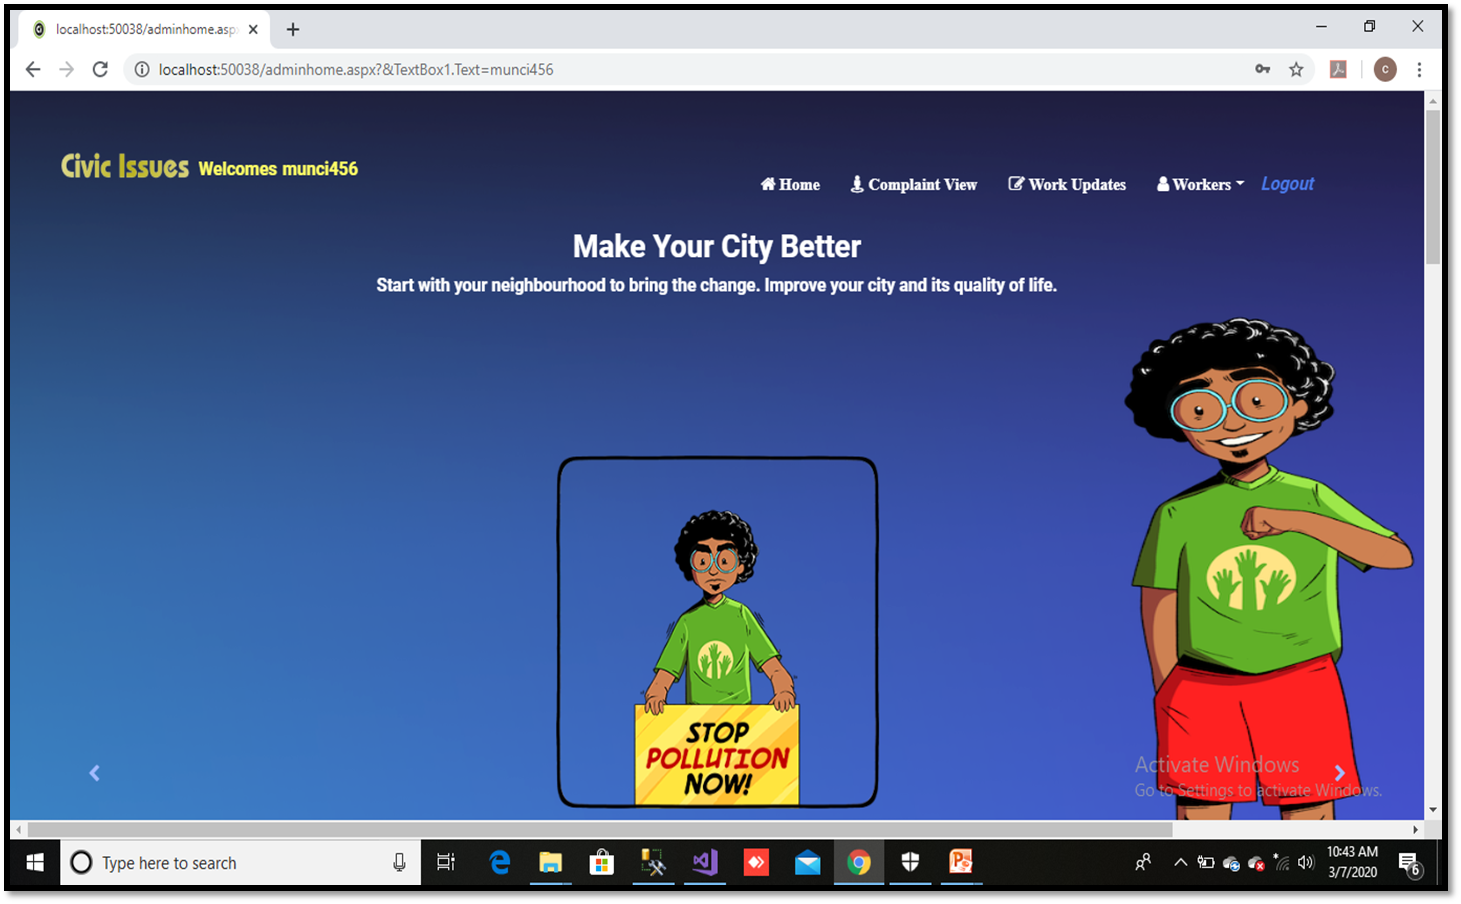 localhost:50038/adminhome.asp
localhost:50038/adminhome.aspx?&TextBox1.Text=munci456
C
Civic Issues Welcomes munci456
Home Complaint View Work Updates Workers Logout
Make Your City Better
Start with your neighbourhood to bring the change. Improve your city and its quality of life.
STOP
POLLUTION
NOW!
Activate Windows
Go to Settings to activate Windows.
Type here to search
10:43 AM
3/7/2020
6